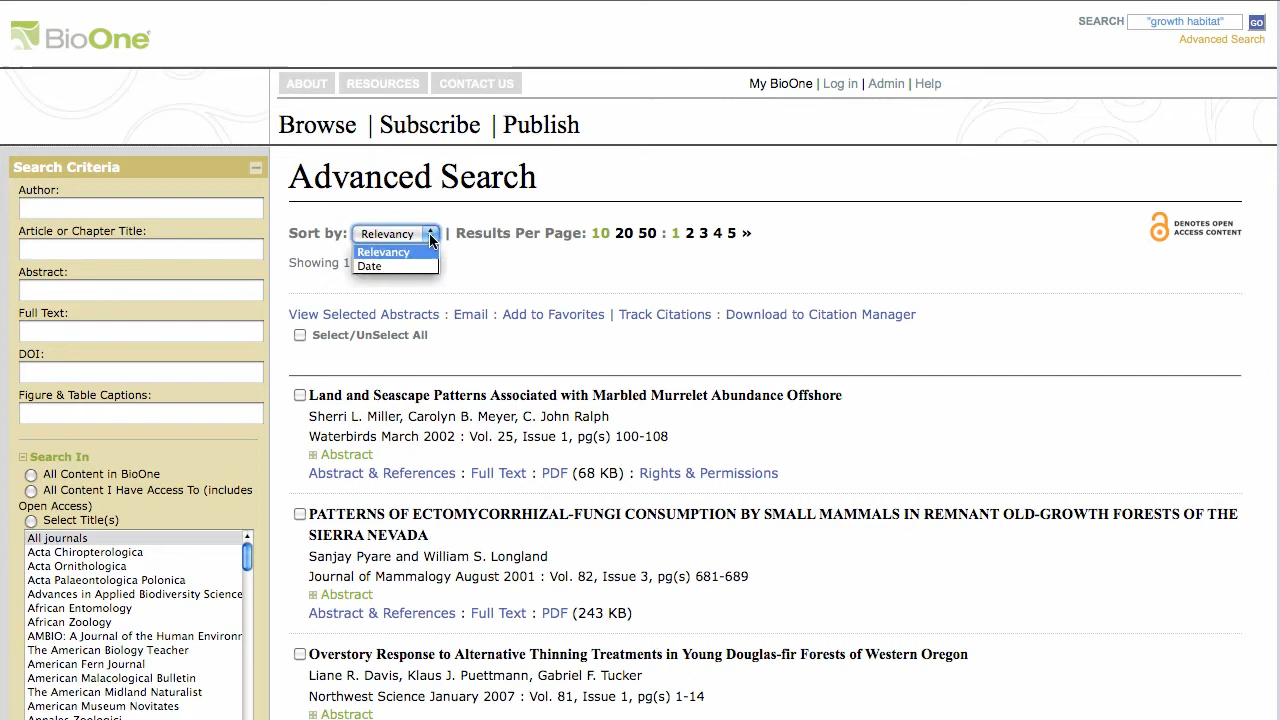 BioOne
SEARCH "growth habitat" GO
Advanced Search
ABOUT RESOURCES CONTACT US
My BioOne | Log in | Admin | Help
Browse | Subscribe | Publish
Search Criteria
Author:
Article or Chapter Title:
Abstract:
Full Text:
DOI:
Figure & Table Captions:
Search In
All Content in BioOne
All Content I Have Access To (includes
Open Access)
Select Title(s)
All journals
Acta Chiropterologica
Acta Ornithologica
Acta Palaeontologica Polonica
Advances in Applied Biodiversity Science
African Entomology
African Zoology
AMBIO: A Journal of the Human Environr
The American Biology Teacher
American Fern Journal
American Malacological Bulletin
The American Midland Naturalist
American Museum Novitates
Advanced Search
Sort by: Relevancy | Results Per Page: 10 20 50 : 1 2 3 4 5 »
Relevancy
Date
Showing 1
DENOTES OPEN
ACCESS CONTENT
View Selected Abstracts : Email : Add to Favorites | Track Citations : Download to Citation Manager
Select/UnSelect All
Land and Seascape Patterns Associated with Marbled Murrelet Abundance Offshore
Sherri L. Miller, Carolyn B. Meyer, C. John Ralph
Waterbirds March 2002 : Vol. 25, Issue 1, pg(s) 100-108
Abstract
Abstract & References : Full Text : PDF (68 KB) : Rights & Permissions
PATTERNS OF ECTOMYCORRHIZAL-FUNGI CONSUMPTION BY SMALL MAMMALS IN REMNANT OLD-GROWTH FORESTS OF THE
SIERRA NEVADA
Sanjay Pyare and William S. Longland
Journal of Mammalogy August 2001 : Vol. 82, Issue 3, pg(s) 681-689
Abstract
Abstract & References : Full Text : PDF (243 KB)
Overstory Response to Alternative Thinning Treatments in Young Douglas-fir Forests of Western Oregon
Liane R. Davis, Klaus J. Puettmann, Gabriel F. Tucker
Northwest Science January 2007 : Vol. 81, Issue 1, pg(s) 1-14
Abstract